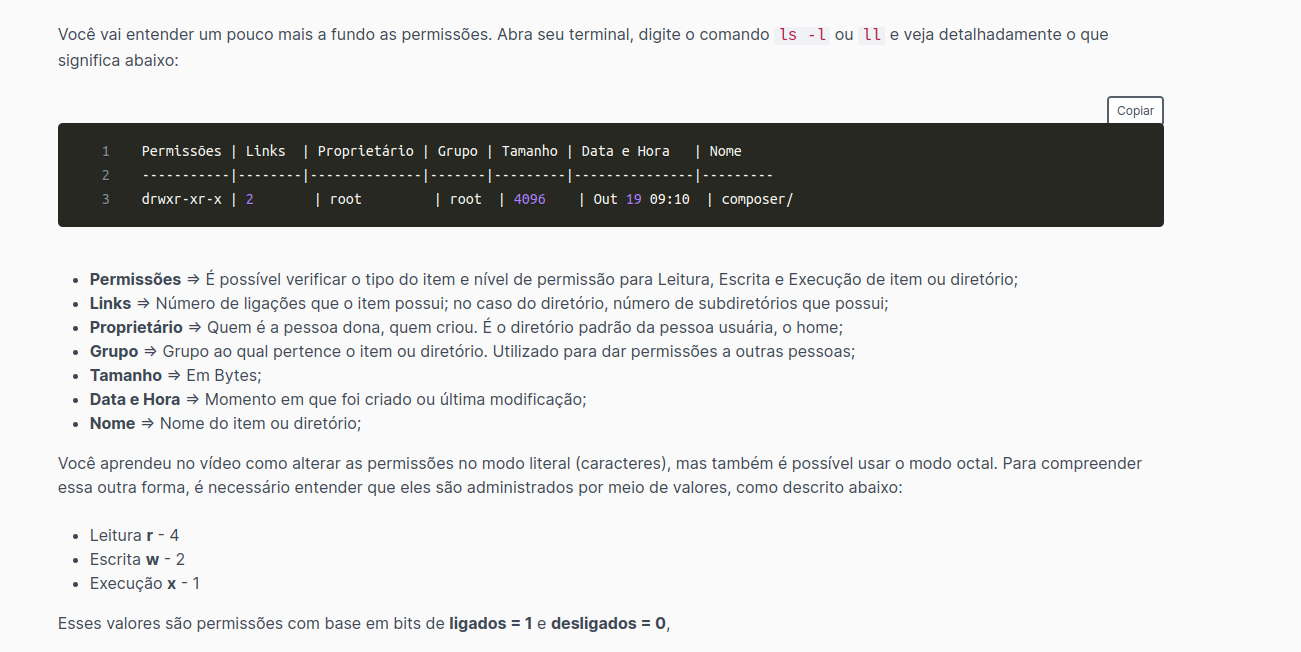 Você vai entender um pouco mais a fundo as permissões. Abra seu terminal, digite o comando ls -l ou ll e veja detalhadamente o que
significa abaixo:
Copiar
1 Permissões | Links  | Proprietário | Grupo | Tamanho | Data e Hora   | Nome
2 -----------|--------|--------------|-------|---------|---------------|---------
3 drwxr-xr-x | 2        | root         | root  | 4096    | Out 19 09:10  | composer/
• Permissões ⇒ É possível verificar o tipo do item e nível de permissão para Leitura, Escrita e Execução de item ou diretório;
• Links ⇒ Número de ligações que o item possui; no caso do diretório, número de subdiretórios que possui;
• Proprietário ⇒ Quem é a pessoa dona, quem criou. É o diretório padrão da pessoa usuária, o home;
• Grupo ⇒ Grupo ao qual pertence o item ou diretório. Utilizado para dar permissões a outras pessoas;
• Tamanho ⇒ Em Bytes;
• Data e Hora ⇒ Momento em que foi criado ou última modificação;
• Nome ⇒ Nome do item ou diretório;
Você aprendeu no vídeo como alterar as permissões no modo literal (caracteres), mas também é possível usar o modo octal. Para compreender
essa outra forma, é necessário entender que eles são administrados por meio de valores, como descrito abaixo:
• Leitura r - 4
• Escrita w - 2
• Execução x - 1
Esses valores são permissões com base em bits de ligados = 1 e desligados = 0,